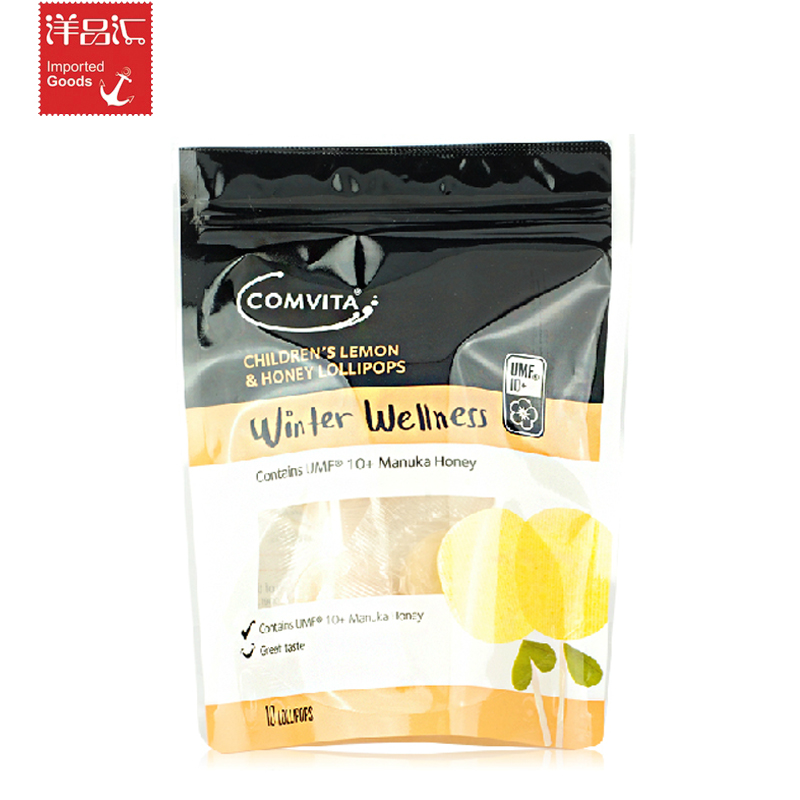 洋品汇
Imported
Goods
COMVITA®
CHILDREN'S LEMON
& HONEY LOLLIPOPS
UMF®
10+
Winter Wellness
Contains UMF® 10+ Manuka Honey
Contains UMF® 10+ Manuka Honey
Great taste
10 LOLLIPOPS